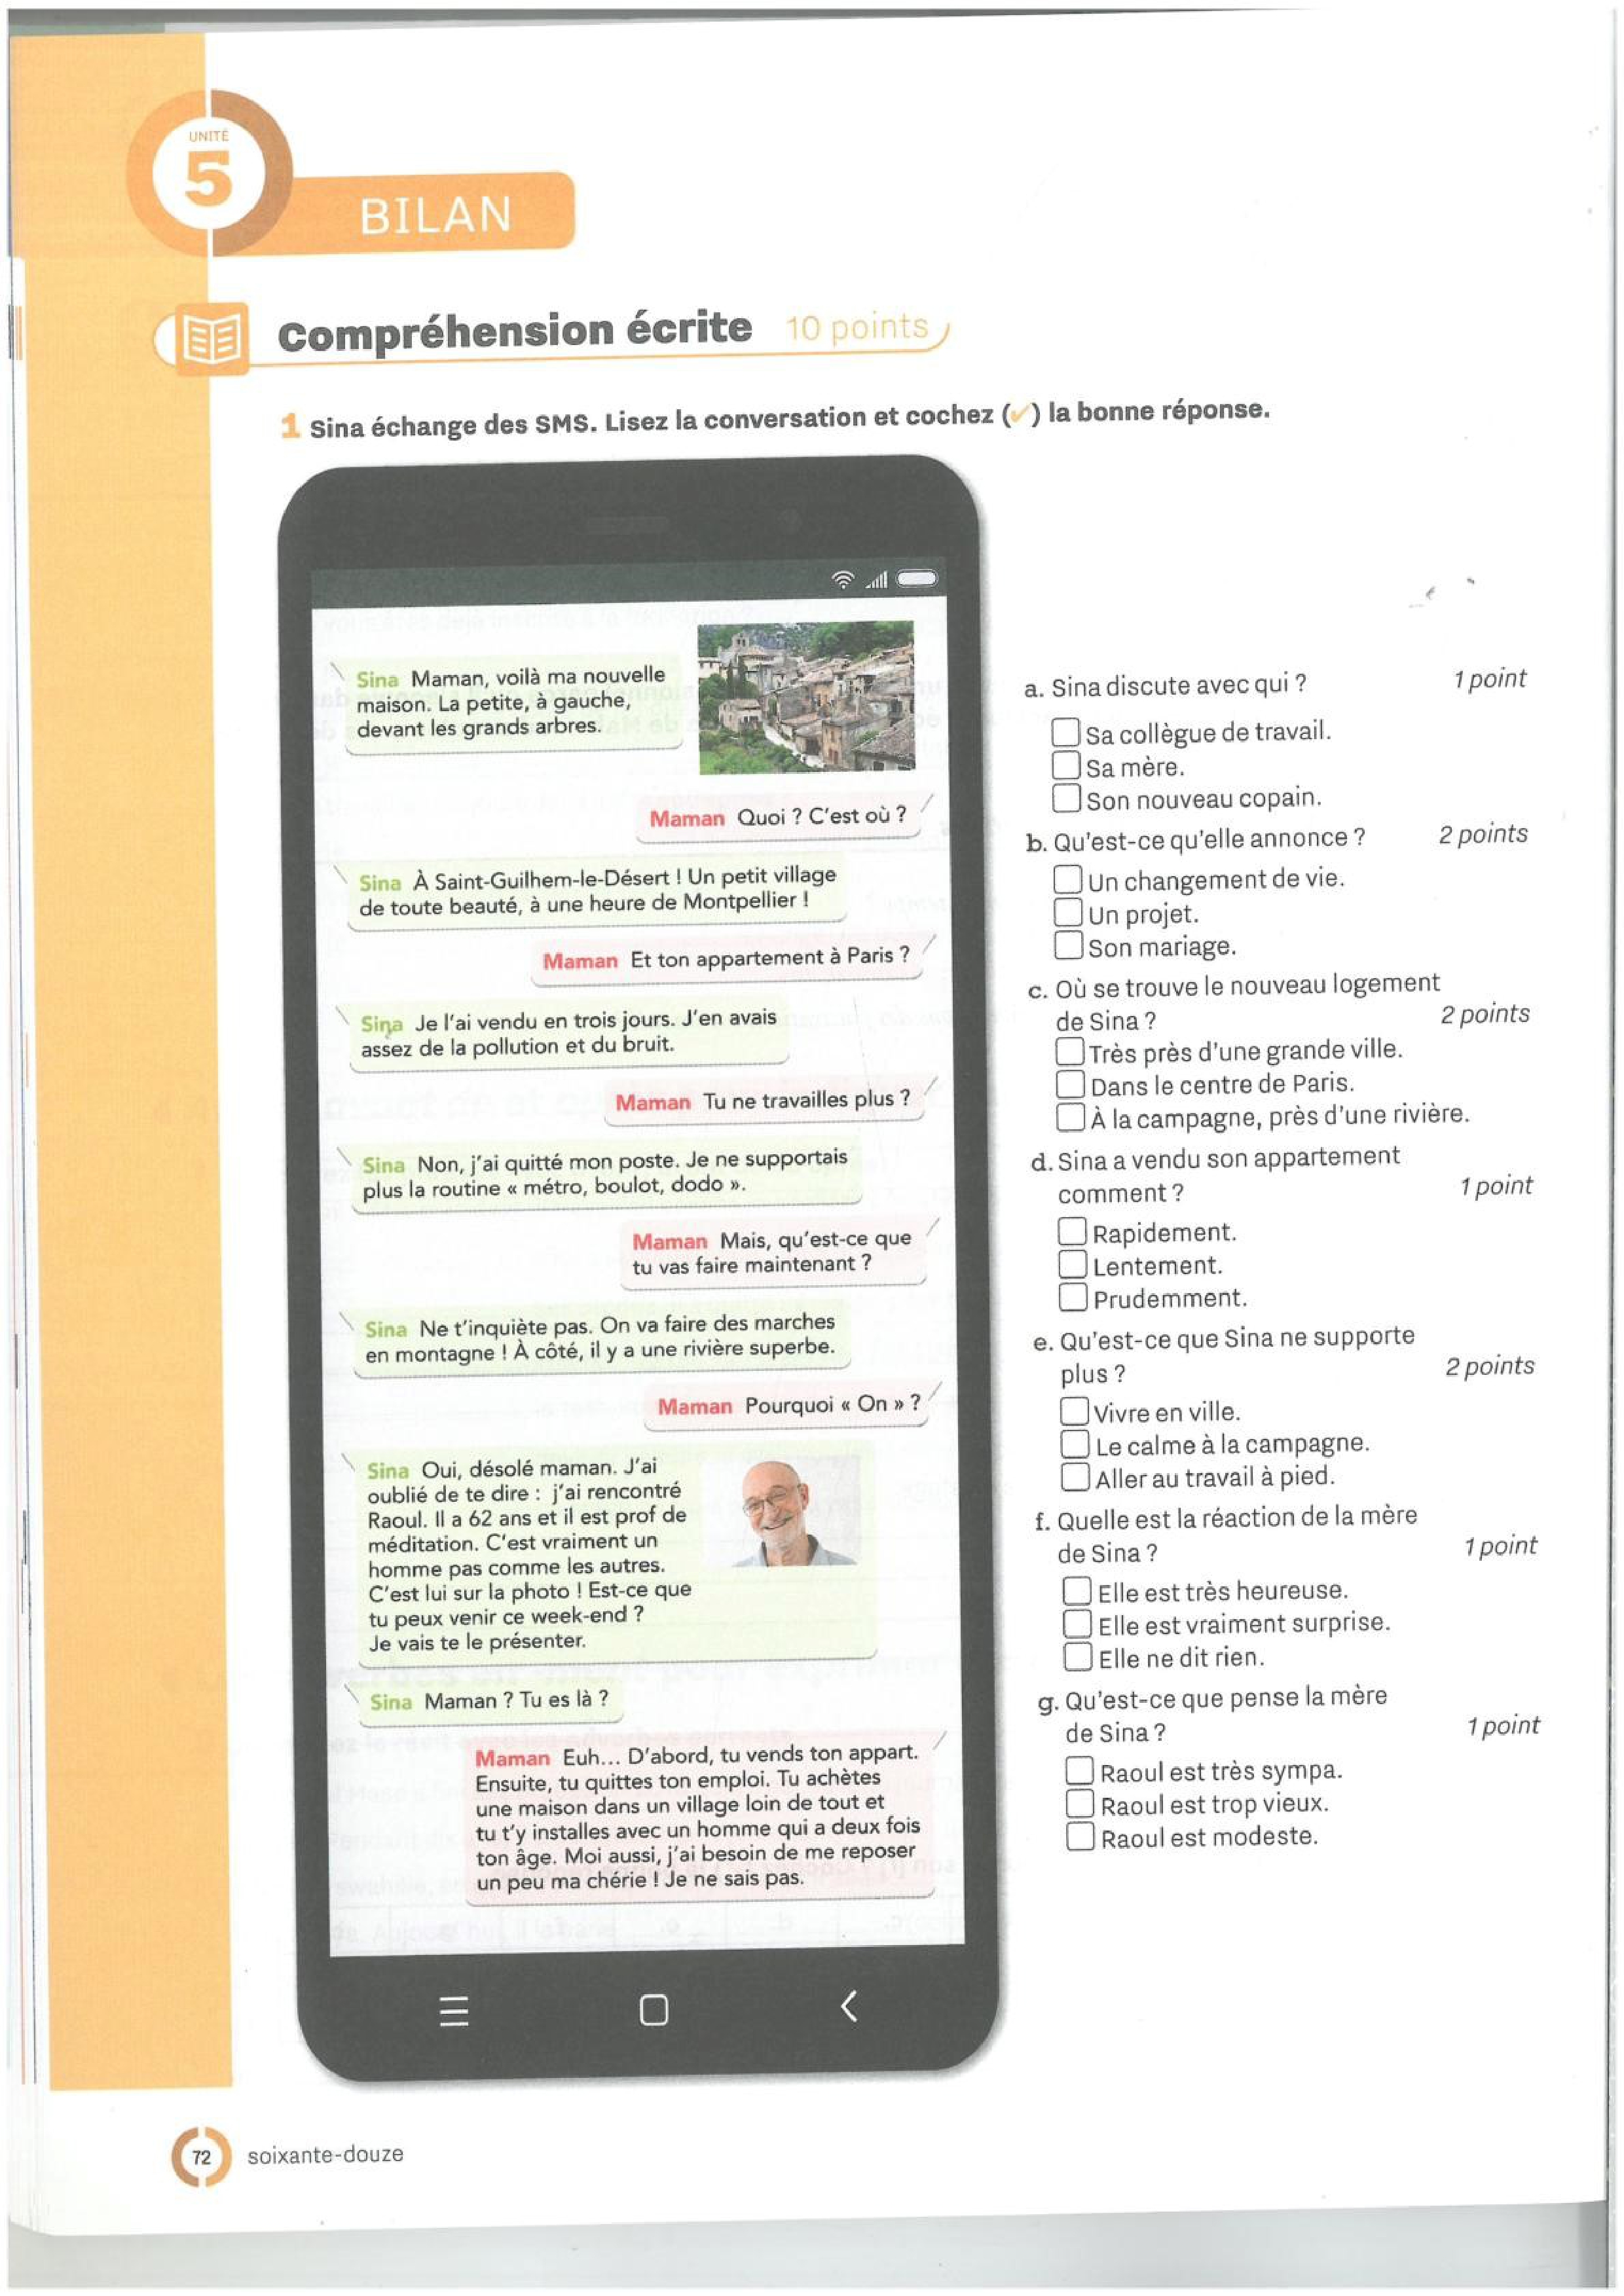 UNITÉ
5
BILAN
Compréhension écrite 10 points
1 Sina échange des SMS. Lisez la conversation et cochez (✔) la bonne réponse.
Sina Maman, voilà ma nouvelle
maison. La petite, à gauche,
devant les grands arbres.
Maman Quoi ? C'est où ?
Sina À Saint-Guilhem-le-Désert ! Un petit village
de toute beauté, à une heure de Montpellier !
Maman Et ton appartement à Paris ?
Sina Je l'ai vendu en trois jours. J'en avais
assez de la pollution et du bruit.
Maman Tu ne travailles plus ?
Sina Non, j'ai quitté mon poste. Je ne supportais
plus la routine « métro, boulot, dodo ».
Maman Mais, qu'est-ce que
tu vas faire maintenant ?
Sina Ne t'inquiète pas. On va faire des marches
en montagne ! À côté, il y a une rivière superbe.
Maman Pourquoi « On » ?
Sina Oui, désolé maman. J'ai
oublié de te dire : j'ai rencontré
Raoul. Il a 62 ans et il est prof de
méditation. C'est vraiment un
homme pas comme les autres.
C'est lui sur la photo ! Est-ce que
tu peux venir ce week-end ?
Je vais te le présenter.
Sina Maman ? Tu es là ?
Maman Euh... D'abord, tu vends ton appart.
Ensuite, tu quittes ton emploi. Tu achètes
une maison dans un village loin de tout et
tu t'y installes avec un homme qui a deux fois
ton âge. Moi aussi, j'ai besoin de me reposer
un peu ma chérie ! Je ne sais pas.
a. Sina discute avec qui ? 1 point
Sa collègue de travail.
Sa mère.
Son nouveau copain.
b. Qu'est-ce qu'elle annonce ? 2 points
Un changement de vie.
Un projet.
Son mariage.
c. Où se trouve le nouveau logement
de Sina ? 2 points
Très près d'une grande ville.
Dans le centre de Paris.
À la campagne, près d'une rivière.
d. Sina a vendu son appartement
comment ? 1 point
Rapidement.
Lentement.
Prudemment.
e. Qu'est-ce que Sina ne supporte
plus ? 2 points
Vivre en ville.
Le calme à la campagne.
Aller au travail à pied.
f. Quelle est la réaction de la mère
de Sina ? 1 point
Elle est très heureuse.
Elle est vraiment surprise.
Elle ne dit rien.
g. Qu'est-ce que pense la mère
de Sina ? 1 point
Raoul est très sympa.
Raoul est trop vieux.
Raoul est modeste.
72 soixante-douze